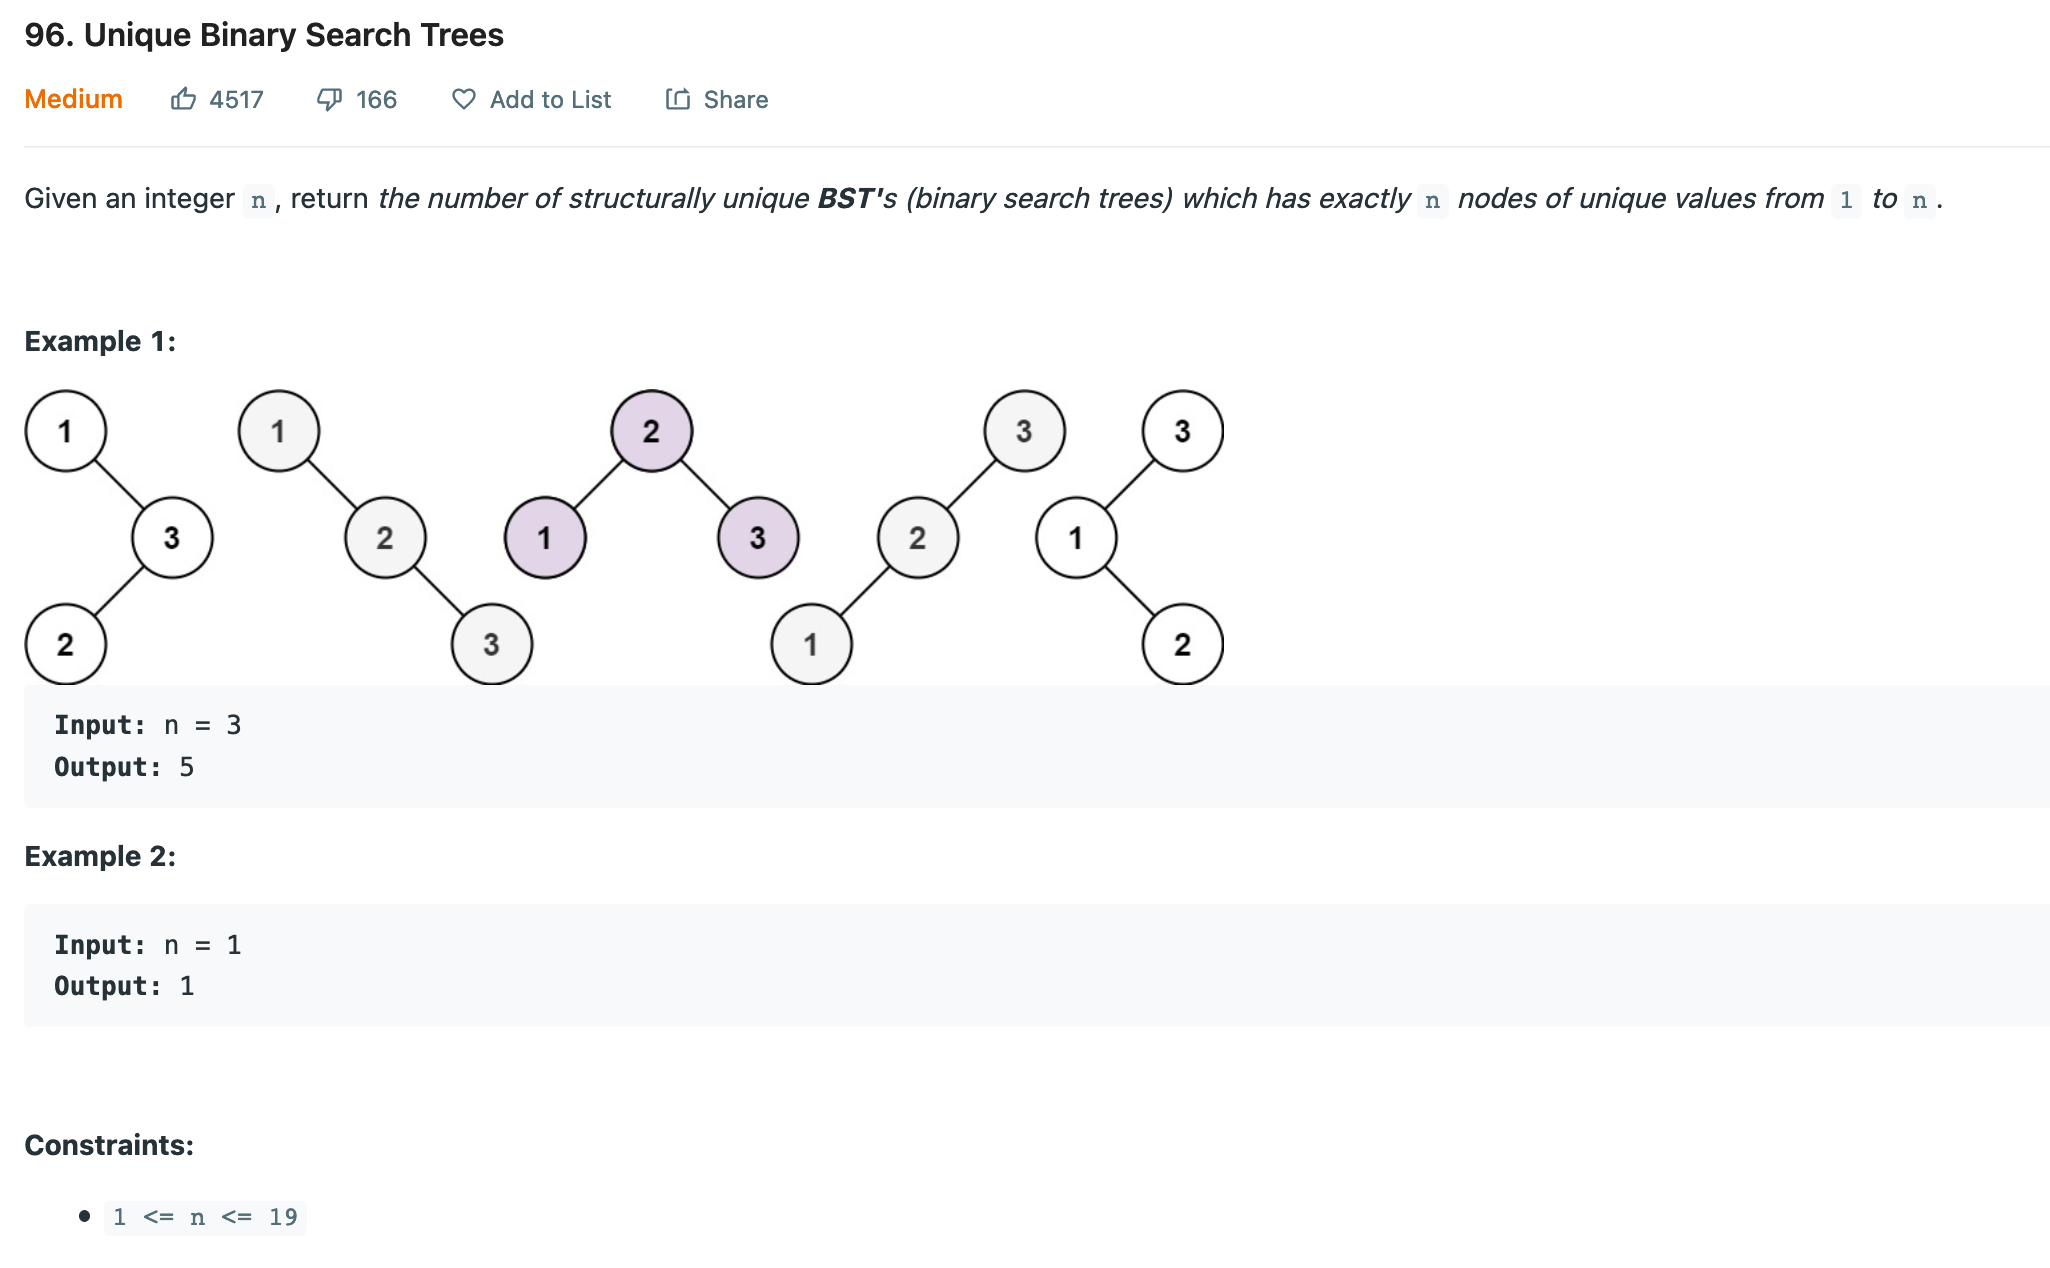 96. Unique Binary Search Trees
Medium 4517 166 Add to List Share
Given an integer n, return the number of structurally unique BST's (binary search trees) which has exactly n nodes of unique values from 1 to n.
Example 1:
1 1 2 3 3
3 2 1 3 2 1
2 3 1 2
Input: n = 3
Output: 5
Example 2:
Input: n = 1
Output: 1
Constraints:
• 1 <= n <= 19